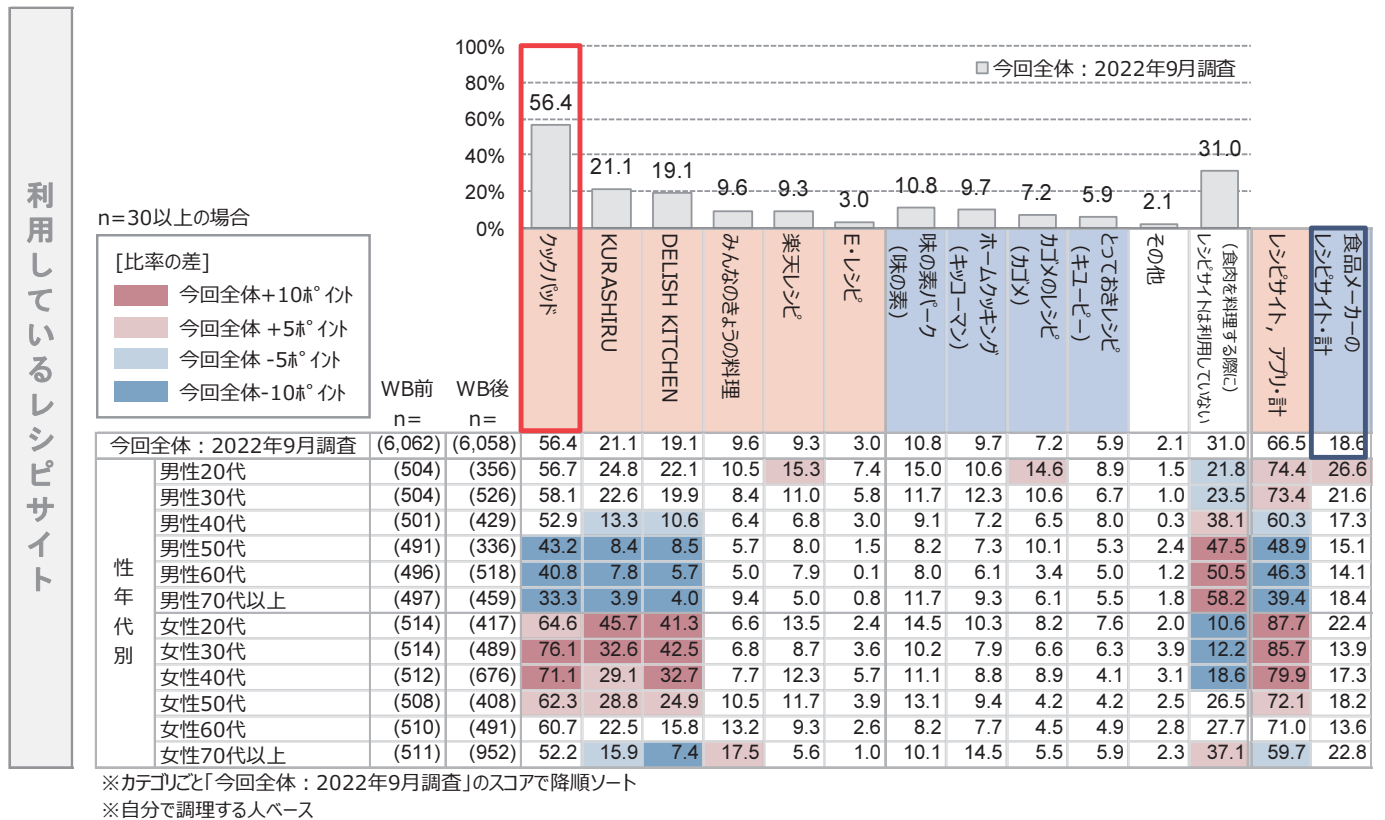 利用しているレシピサイト
100%
80%
60%
40%
20%
0%
□今回全体：2022年9月調査
56.4
21.1
19.1
9.6
9.3
3.0
10.8
9.7
7.2
5.9
2.1
31.0
n=30以上の場合
[比率の差]
今回全体+10ﾎﾟｲﾝﾄ
今回全体 +5ﾎﾟｲﾝﾄ
今回全体 -5ﾎﾟｲﾝﾄ
今回全体-10ﾎﾟｲﾝﾄ
WB前
n=
WB後
n=
クックパッド
KURASHIRU
DELISH KITCHEN
みんなのきょうの料理
楽天レシピ
E・レシピ
味の素パーク
(味の素)
ホームクッキング
(キッコーマン)
カゴメのレシピ
(カゴメ)
とっておきレシピ
(キユーピー)
その他
(食肉を料理する際に)
レシピサイトは利用していない
レシピサイト，アプリ・計
食品メーカーの
レシピサイト・計
今回全体：2022年9月調査 (6,062) (6,058) 56.4 21.1 19.1 9.6 9.3 3.0 10.8 9.7 7.2 5.9 2.1 31.0 66.5 18.6
性年代別
男性20代 (504) (356) 56.7 24.8 22.1 10.5 15.3 7.4 15.0 10.6 14.6 8.9 1.5 21.8 74.4 26.6
男性30代 (504) (526) 58.1 22.6 19.9 8.4 11.0 5.8 11.7 12.3 10.6 6.7 1.0 23.5 73.4 21.6
男性40代 (501) (429) 52.9 13.3 10.6 6.4 6.8 3.0 9.1 7.2 6.5 8.0 0.3 38.1 60.3 17.3
男性50代 (491) (336) 43.2 8.4 8.5 5.7 8.0 1.5 8.2 7.3 10.1 5.3 2.4 47.5 48.9 15.1
男性60代 (496) (518) 40.8 7.8 5.7 5.0 7.9 0.1 8.0 6.1 3.4 5.0 1.2 50.5 46.3 14.1
男性70代以上 (497) (459) 33.3 3.9 4.0 9.4 5.0 0.8 11.7 9.3 6.1 5.5 1.8 58.2 39.4 18.4
女性20代 (514) (417) 64.6 45.7 41.3 6.6 13.5 2.4 14.5 10.3 8.2 7.6 2.0 10.6 87.7 22.4
女性30代 (514) (489) 76.1 32.6 42.5 6.8 8.7 3.6 10.2 7.9 6.6 6.3 3.9 12.2 85.7 13.9
女性40代 (512) (676) 71.1 29.1 32.7 7.7 12.3 5.7 11.1 8.8 8.9 4.1 3.1 18.6 79.9 17.3
女性50代 (508) (408) 62.3 28.8 24.9 10.5 11.7 3.9 13.1 9.4 4.2 4.2 2.5 26.5 72.1 18.2
女性60代 (510) (491) 60.7 22.5 15.8 13.2 9.3 2.6 8.2 7.7 4.5 4.9 2.8 27.7 71.0 13.6
女性70代以上 (511) (952) 52.2 15.9 7.4 17.5 5.6 1.0 10.1 14.5 5.5 5.9 2.3 37.1 59.7 22.8
※カテゴリごと「今回全体：2022年9月調査」のスコアで降順ソート
※自分で調理する人ベース